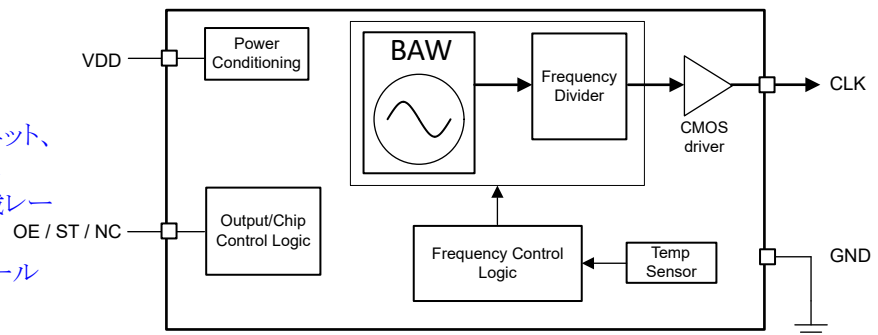 Power
Conditioning
VDD
BAW
Frequency
Divider
CLK
CMOS
driver
Output/Chip
Control Logic
OE / ST / NC
Frequency Control
Logic
Temp
Sensor
GND
ット、
レー
ール